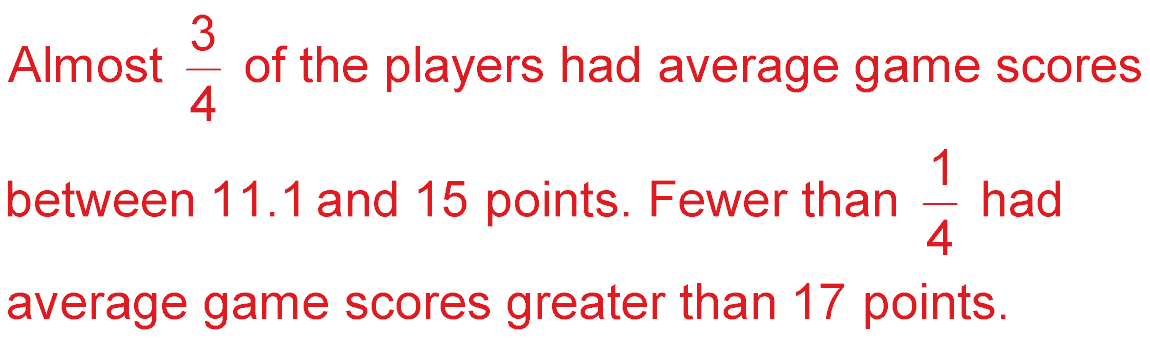 Almost 3/4 of the players had average game scores
between 11.1 and 15 points. Fewer than 1/4 had
average game scores greater than 17 points.